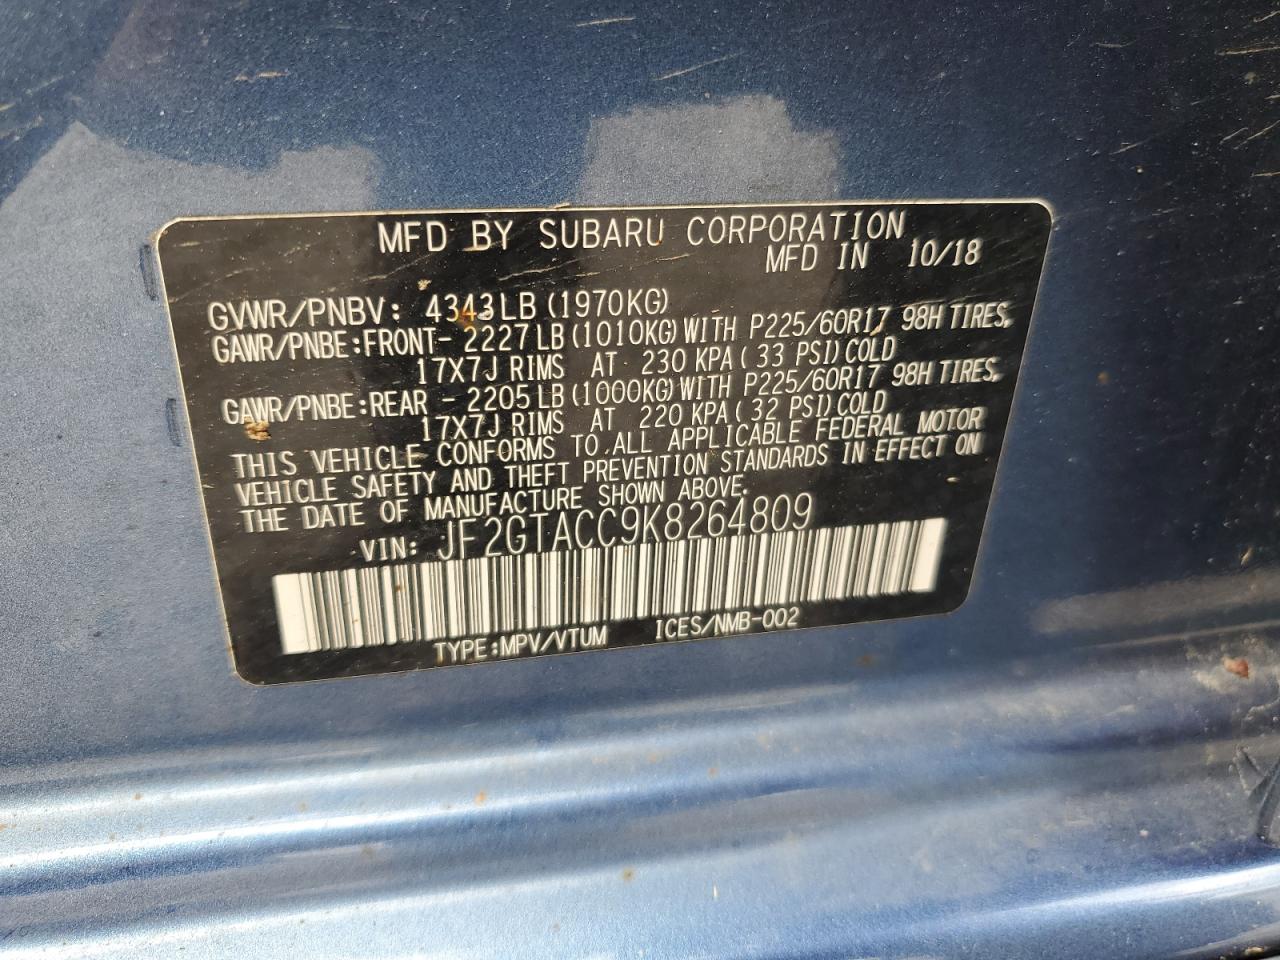 MFD BY SUBARU CORPORATION
MFD IN 10/18
GVWR/PNBV: 4343LB (1970KG)
GAWR/PNBE:FRONT- 2227LB (1010KG) WITH P225/60R17 98H TIRES,
17X7J RIMS AT 230 KPA ( 33 PSI) COLD
GAWR/PNBE:REAR - 2205LB (1000KG) WITH P225/60R17 98H TIRES,
17X7J RIMS AT 220 KPA ( 32 PSI) COLD
THIS VEHICLE CONFORMS TO ALL APPLICABLE FEDERAL MOTOR
VEHICLE SAFETY AND THEFT PREVENTION STANDARDS IN EFFECT ON
THE DATE OF MANUFACTURE SHOWN ABOVE.
VIN: JF2GTACC9K8264809
TYPE:MPV/VTUM ICES/NMB-002